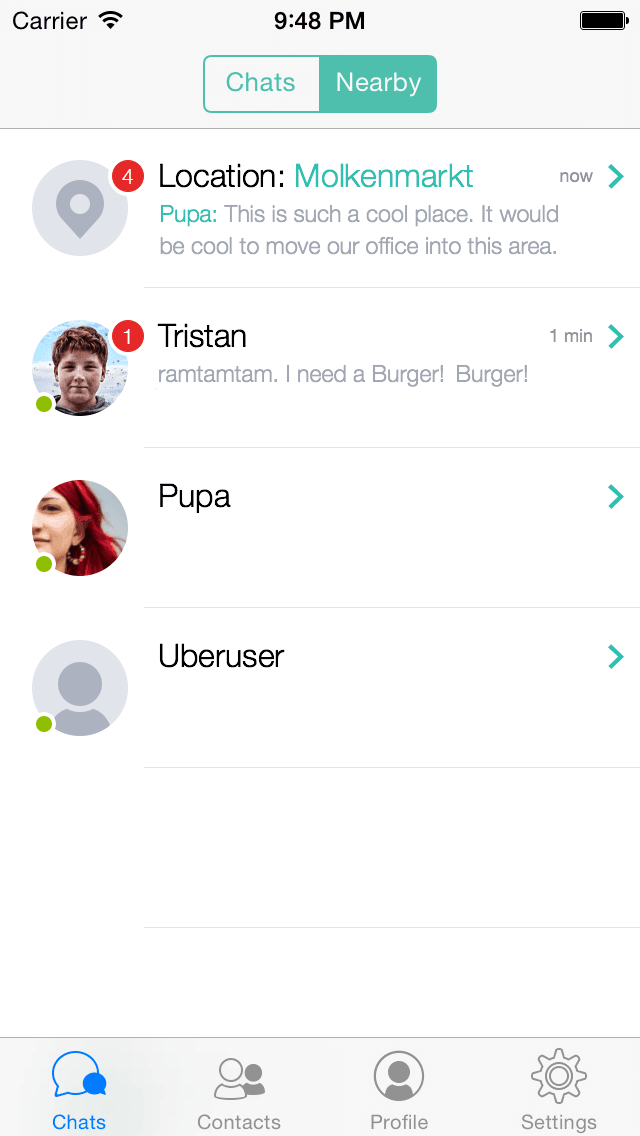 Carrier 9:48 PM
Chats Nearby
4 Location: Molkenmarkt now
Pupa: This is such a cool place. It would
be cool to move our office into this area.
1 Tristan 1 min
ramtamtam. I need a Burger! Burger!
Pupa
Uberuser
Chats Contacts Profile Settings